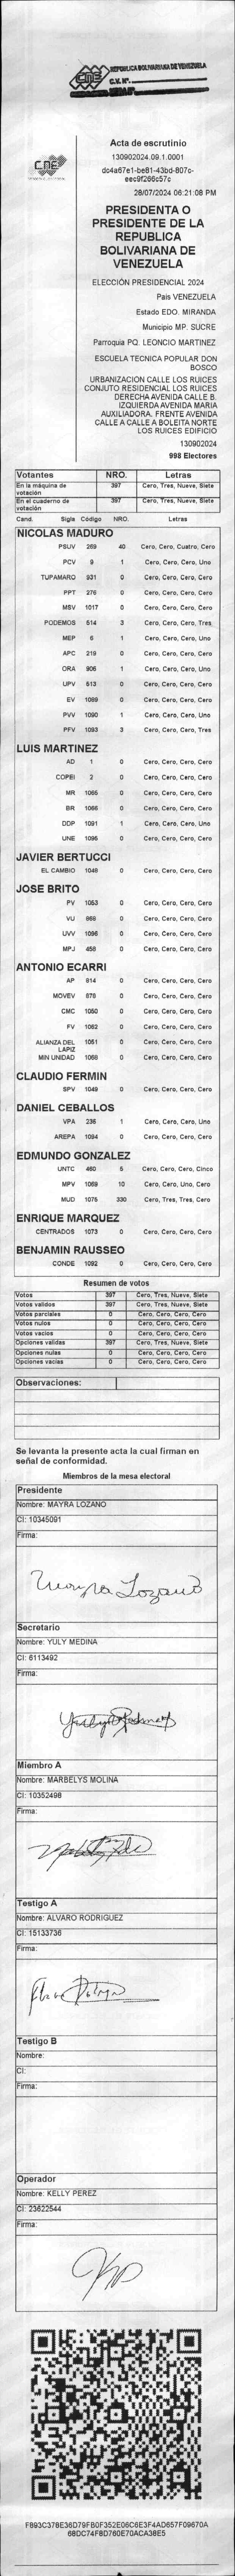 CNE
REPUBLICA BOLIVARIANA DE VENEZUELA
C.V. Nº.
CNE
Acta de escrutinio
130902024.09.1.0001
dc4a67e1-be81-43bd-807c-
eec9f266c57c
28/07/2024 06:21:08 PM
PRESIDENTA O
PRESIDENTE DE LA
REPUBLICA
BOLIVARIANA DE
VENEZUELA
ELECCIÓN PRESIDENCIAL 2024
Pais VENEZUELA
Estado EDO. MIRANDA
Municipio MP. SUCRE
Parroquia PQ. LEONCIO MARTINEZ
ESCUELA TECNICA POPULAR DON
BOSCO
URBANIZACION CALLE LOS RUICES
CONJUTO RESIDENCIAL LOS RUICES
DERECHA AVENIDA CALLE B.
IZQUIERDA AVENIDA MARIA
AUXILIADORA. FRENTE AVENIDA
CALLE A CALLE A BOLEITA NORTE
LOS RUICES EDIFICIO
130902024
998 Electores
Votantes NRO. Letras
En la máquina de votación 397 Cero, Tres, Nueve, Siete
En el cuaderno de votación 397 Cero, Tres, Nueve, Siete
Cand. Sigla Código NRO. Letras
NICOLAS MADURO
PSUV 269 40 Cero, Cero, Cuatro, Cero
PCV 9 1 Cero, Cero, Cero, Uno
TUPAMARO 931 0 Cero, Cero, Cero, Cero
PPT 276 0 Cero, Cero, Cero, Cero
MSV 1017 0 Cero, Cero, Cero, Cero
PODEMOS 514 3 Cero, Cero, Cero, Tres
MEP 6 1 Cero, Cero, Cero, Uno
APC 219 0 Cero, Cero, Cero, Cero
ORA 906 1 Cero, Cero, Cero, Uno
UPV 513 0 Cero, Cero, Cero, Cero
EV 1089 0 Cero, Cero, Cero, Cero
PVV 1090 1 Cero, Cero, Cero, Uno
PFV 1093 3 Cero, Cero, Cero, Tres
LUIS MARTINEZ
AD 1 0 Cero, Cero, Cero, Cero
COPEI 2 0 Cero, Cero, Cero, Cero
MR 1065 0 Cero, Cero, Cero, Cero
BR 1066 0 Cero, Cero, Cero, Cero
DDP 1091 1 Cero, Cero, Cero, Uno
UNE 1095 0 Cero, Cero, Cero, Cero
JAVIER BERTUCCI
EL CAMBIO 1048 0 Cero, Cero, Cero, Cero
JOSE BRITO
PV 1053 0 Cero, Cero, Cero, Cero
VU 868 0 Cero, Cero, Cero, Cero
UVV 1096 0 Cero, Cero, Cero, Cero
MPJ 458 0 Cero, Cero, Cero, Cero
ANTONIO ECARRI
AP 814 0 Cero, Cero, Cero, Cero
MOVEV 878 0 Cero, Cero, Cero, Cero
CMC 1050 0 Cero, Cero, Cero, Cero
FV 1062 0 Cero, Cero, Cero, Cero
ALIANZA DEL LAPIZ 1051 0 Cero, Cero, Cero, Cero
MIN UNIDAD 1068 0 Cero, Cero, Cero, Cero
CLAUDIO FERMIN
SPV 1049 0 Cero, Cero, Cero, Cero
DANIEL CEBALLOS
VPA 236 1 Cero, Cero, Cero, Uno
AREPA 1094 0 Cero, Cero, Cero, Cero
EDMUNDO GONZALEZ
UNTC 460 5 Cero, Cero, Cero, Cinco
MPV 1069 10 Cero, Cero, Uno, Cero
MUD 1075 330 Cero, Tres, Tres, Cero
ENRIQUE MARQUEZ
CENTRADOS 1073 0 Cero, Cero, Cero, Cero
BENJAMIN RAUSSEO
CONDE 1092 0 Cero, Cero, Cero, Cero
Resumen de votos
Votos 397 Cero, Tres, Nueve, Siete
Votos validos 397 Cero, Tres, Nueve, Siete
Votos parciales 0 Cero, Cero, Cero, Cero
Votos nulos 0 Cero, Cero, Cero, Cero
Votos vacios 0 Cero, Cero, Cero, Cero
Opciones validas 397 Cero, Tres, Nueve, Siete
Opciones nulas 0 Cero, Cero, Cero, Cero
Opciones vacias 0 Cero, Cero, Cero, Cero
Observaciones:
Se levanta la presente acta la cual firman en
señal de conformidad.
Miembros de la mesa electoral
Presidente
Nombre: MAYRA LOZANO
CI: 10345091
Firma:
Mayra Lozano
Secretario
Nombre: YULY MEDINA
CI: 6113492
Firma:
Miembro A
Nombre: MARBELYS MOLINA
CI: 10352498
Firma:
Testigo A
Nombre: ALVARO RODRIGUEZ
CI: 15133736
Firma:
Testigo B
Nombre:
CI:
Firma:
Operador
Nombre: KELLY PEREZ
CI: 23622544
Firma:
F893C378E36D79FB0F352E06C6E3F4AD657F09670A
68DC74F8D760E70ACA38E5